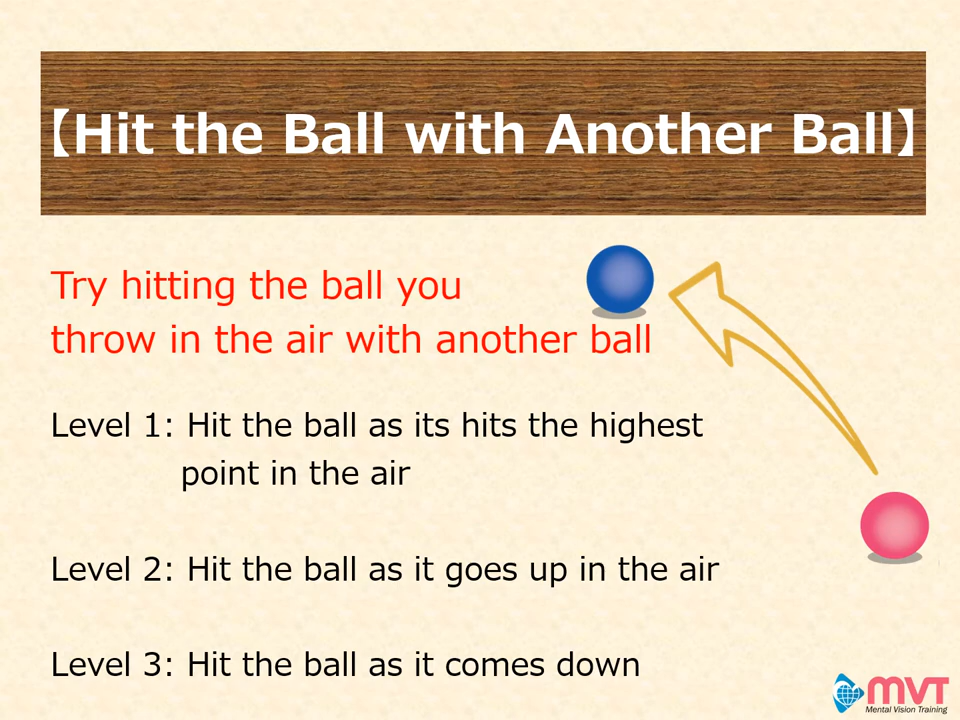 【Hit the Ball with Another Ball】
Try hitting the ball you
throw in the air with another ball
Level 1: Hit the ball as its hits the highest
point in the air
Level 2: Hit the ball as it goes up in the air
Level 3: Hit the ball as it comes down
MVT
Mental Vision Training